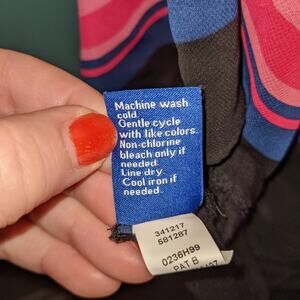 Machine wash
cold.
Gentle cycle
with like colors.
Non-chlorine
bleach only if
needed.
Line dry.
Cool iron if
needed.
341217
581287
0236H99
PAT B